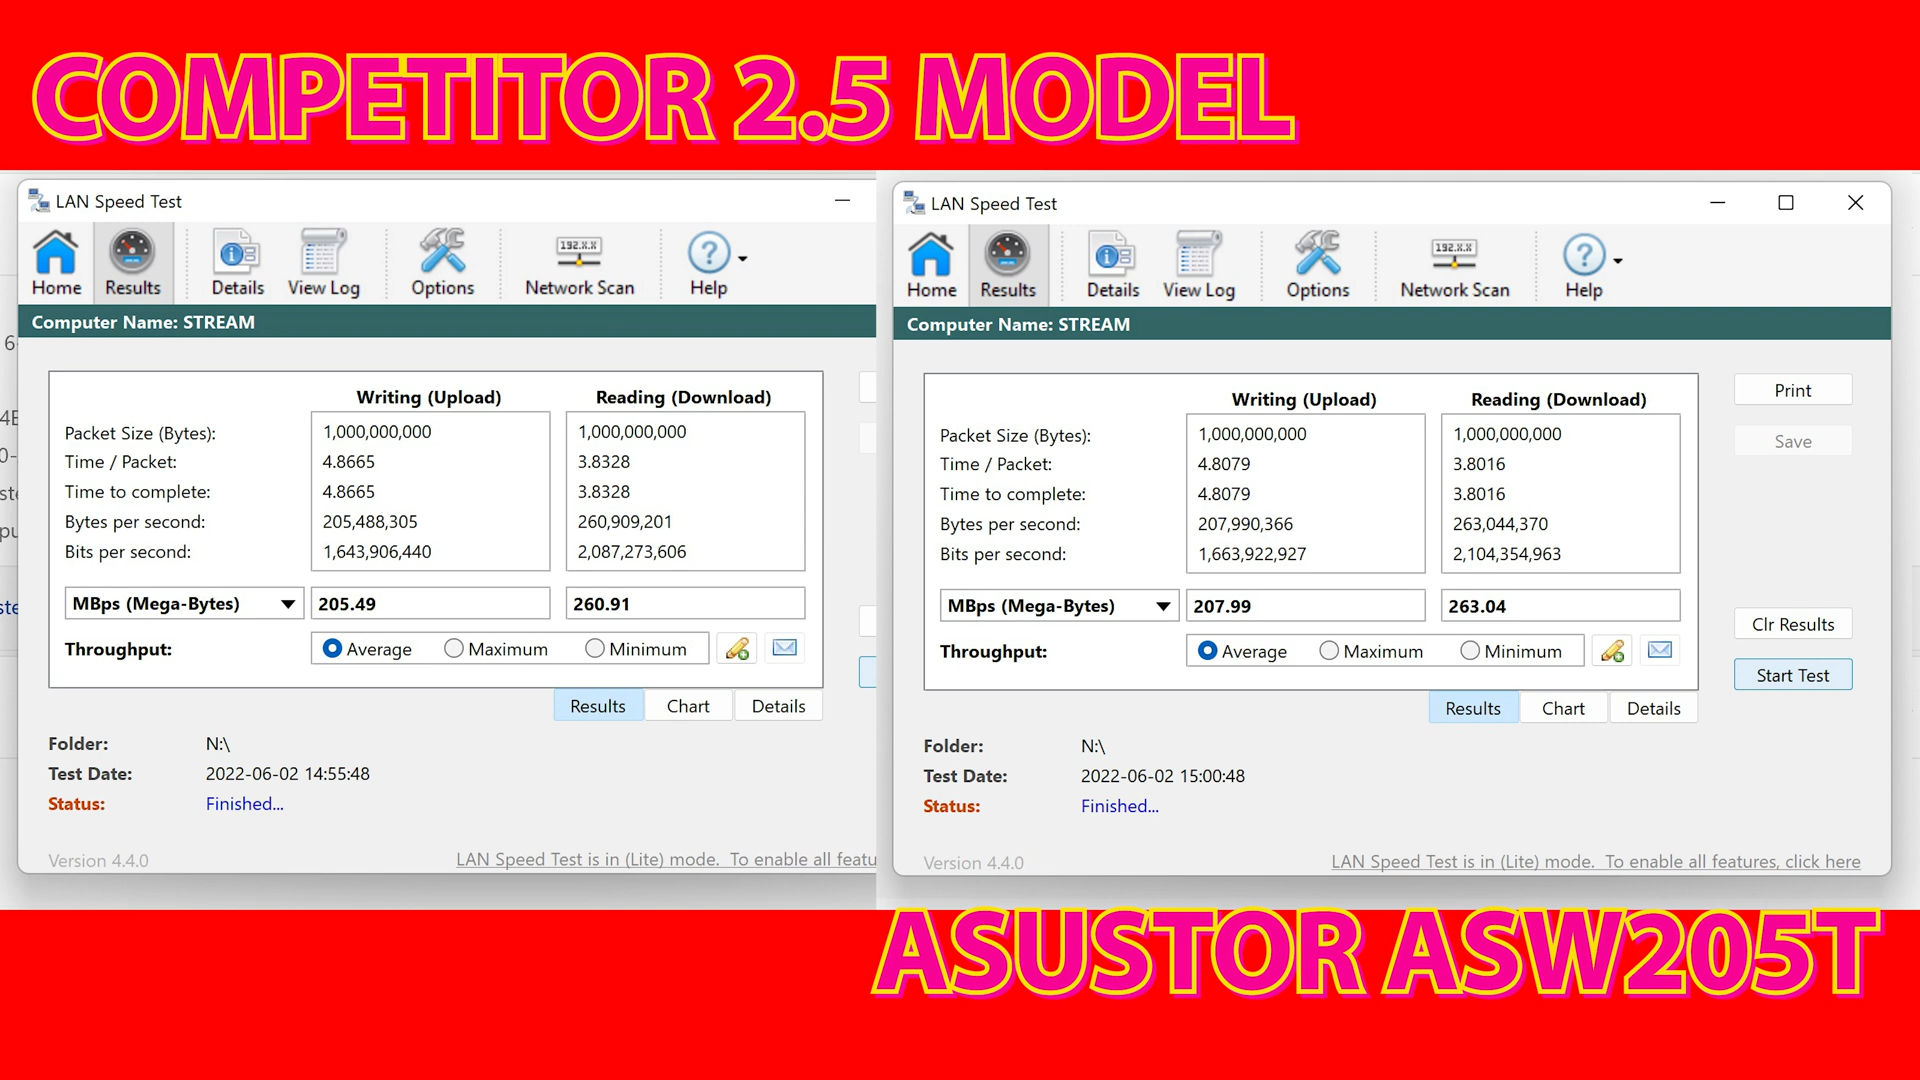 COMPETITOR 2.5 MODEL
LAN Speed Test
Home Results Details View Log Options 192.X.X Network Scan Help
Computer Name: STREAM
Writing (Upload) Reading (Download)
Packet Size (Bytes): 1,000,000,000 1,000,000,000
Time / Packet: 4.8665 3.8328
Time to complete: 4.8665 3.8328
Bytes per second: 205,488,305 260,909,201
Bits per second: 1,643,906,440 2,087,273,606
MBps (Mega-Bytes) 205.49 260.91
Throughput: Average Maximum Minimum
Results Chart Details
Folder: N:\
Test Date: 2022-06-02 14:55:48
Status: Finished...
Version 4.4.0 LAN Speed Test is in (Lite) mode. To enable all featu
LAN Speed Test
Home Results Details View Log Options 192.X.X Network Scan Help
Computer Name: STREAM
Writing (Upload) Reading (Download)
Packet Size (Bytes): 1,000,000,000 1,000,000,000
Time / Packet: 4.8079 3.8016
Time to complete: 4.8079 3.8016
Bytes per second: 207,990,366 263,044,370
Bits per second: 1,663,922,927 2,104,354,963
MBps (Mega-Bytes) 207.99 263.04
Throughput: Average Maximum Minimum
Results Chart Details
Print
Save
Clr Results
Start Test
Folder: N:\
Test Date: 2022-06-02 15:00:48
Status: Finished...
Version 4.4.0 LAN Speed Test is in (Lite) mode. To enable all features, click here
ASUSTOR ASW205T